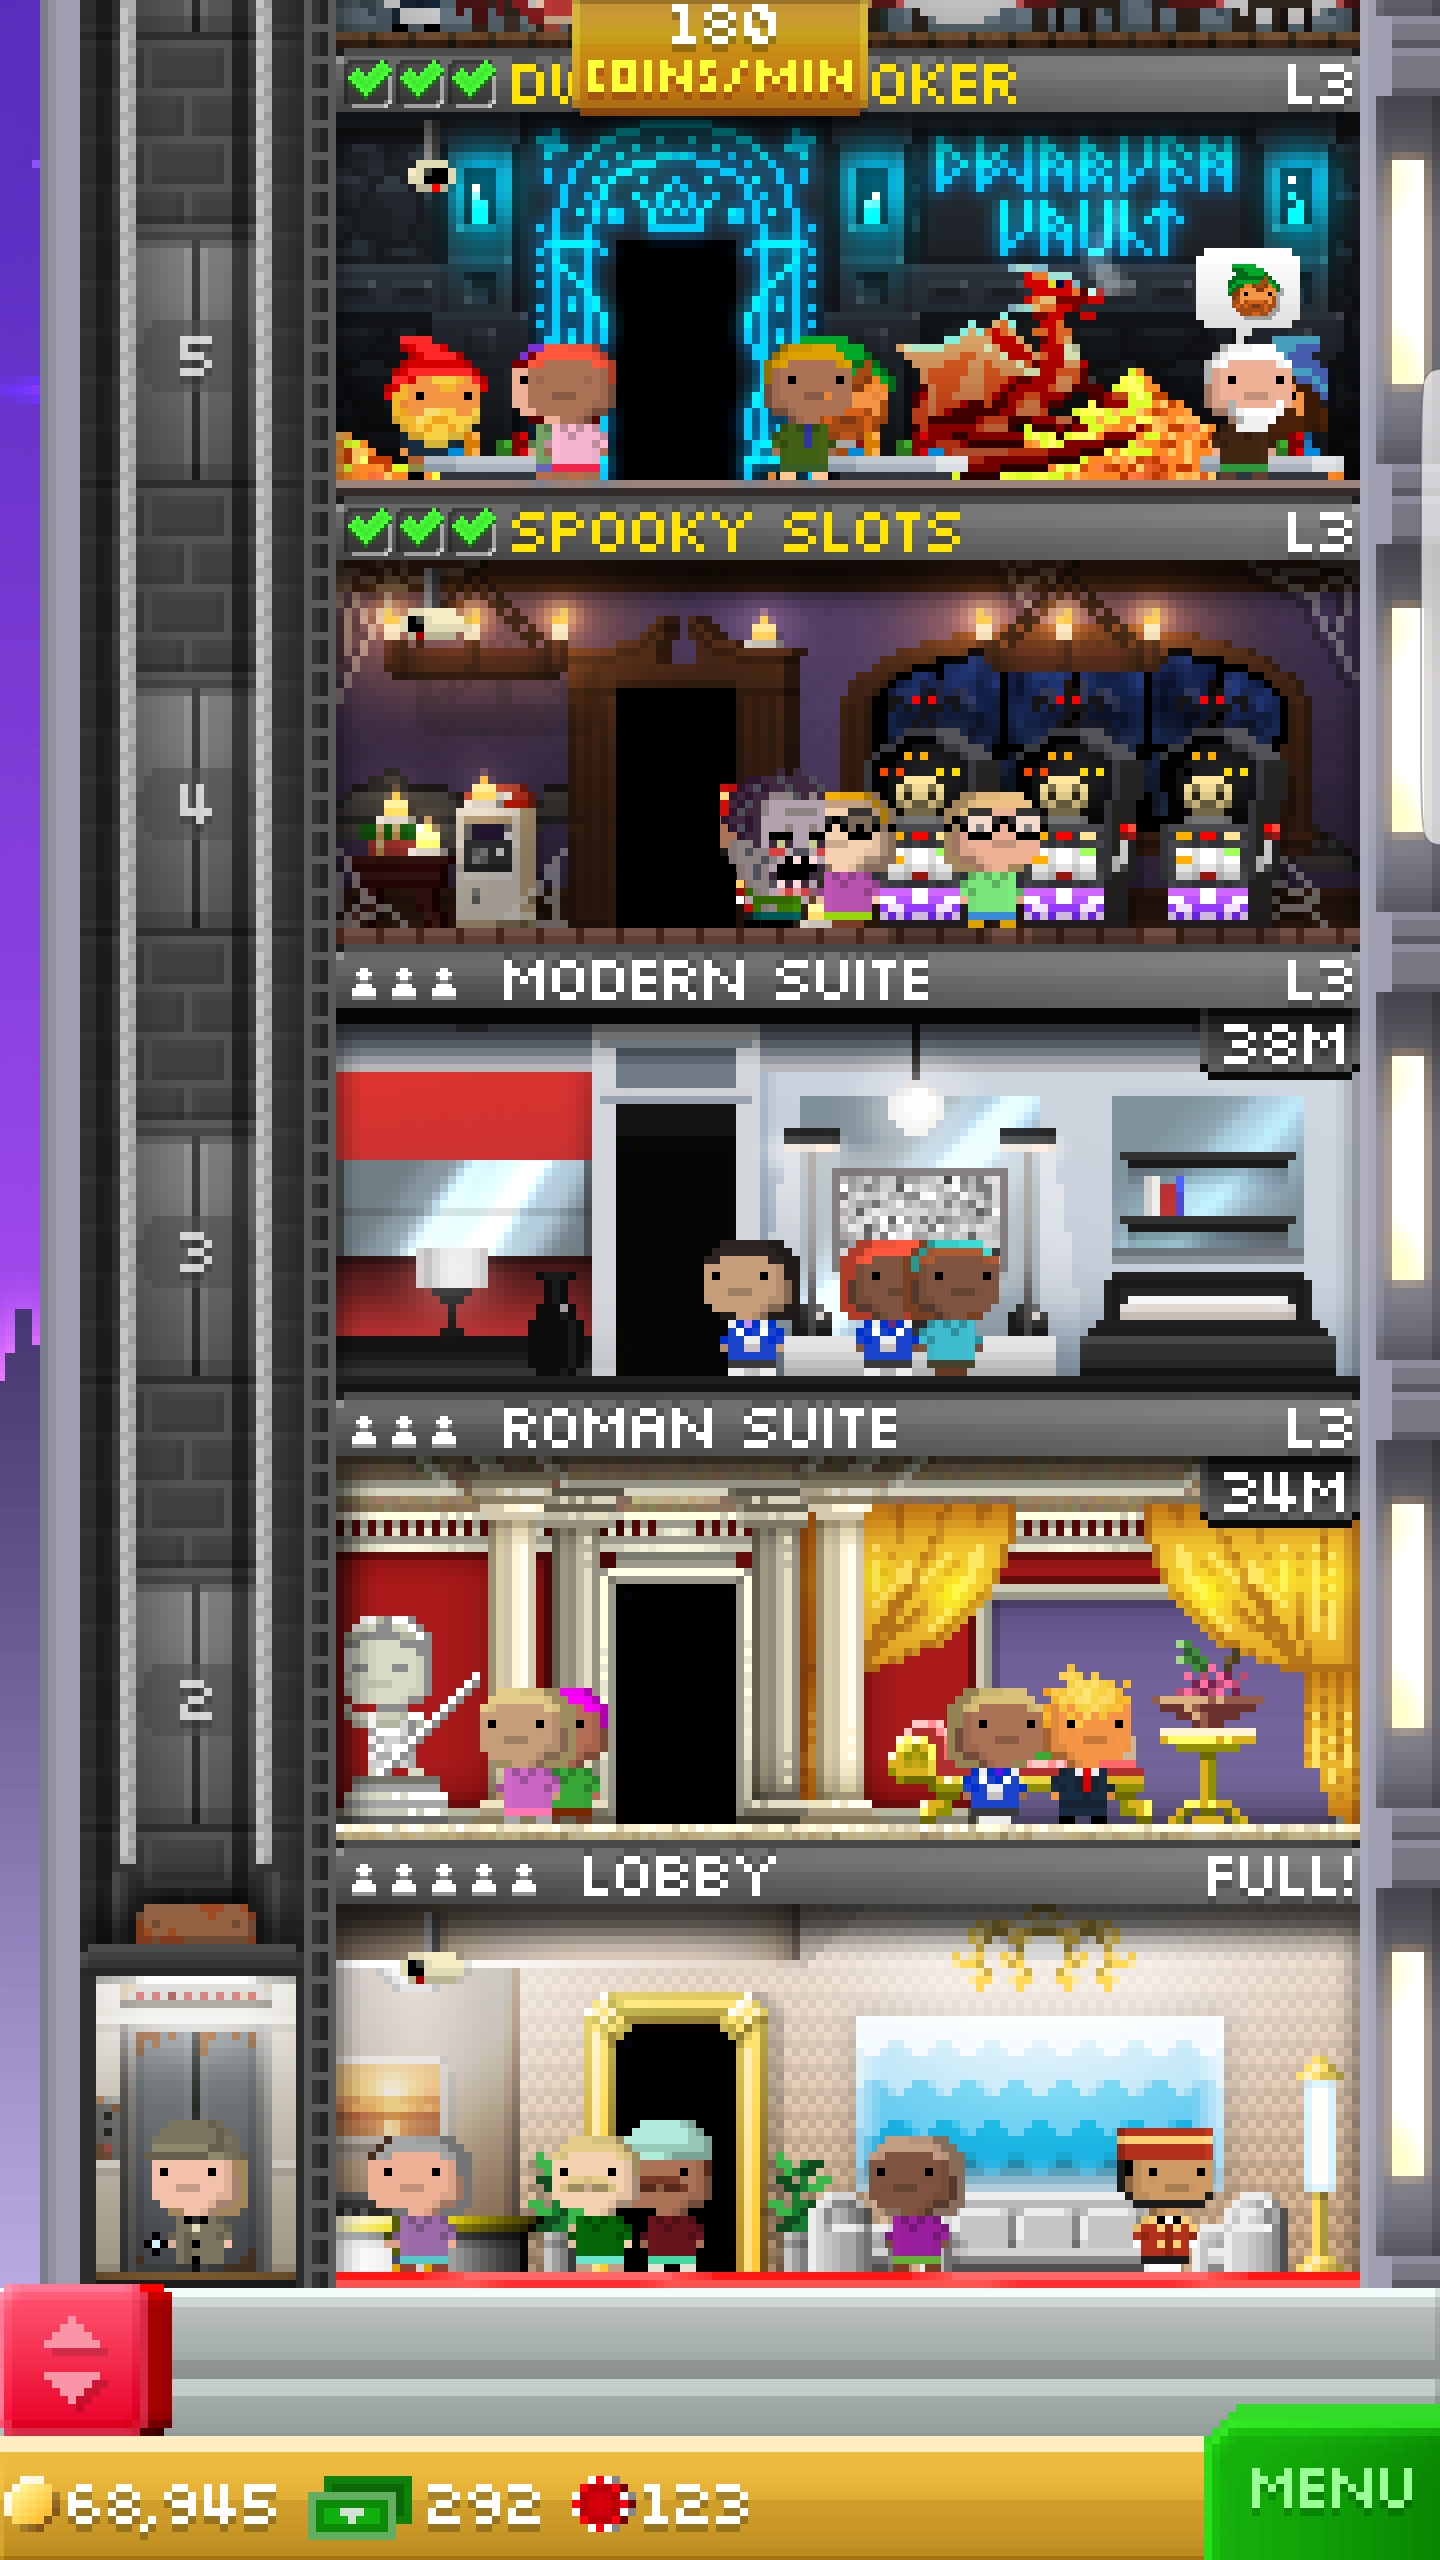 180
COINS/MIN
OKER L3
DWARVEN
VAULT
5
SPOOKY SLOTS L3
4
MODERN SUITE L3
38M
3
ROMAN SUITE L3
34M
2
LOBBY FULL!
MENU
68,945 292 123